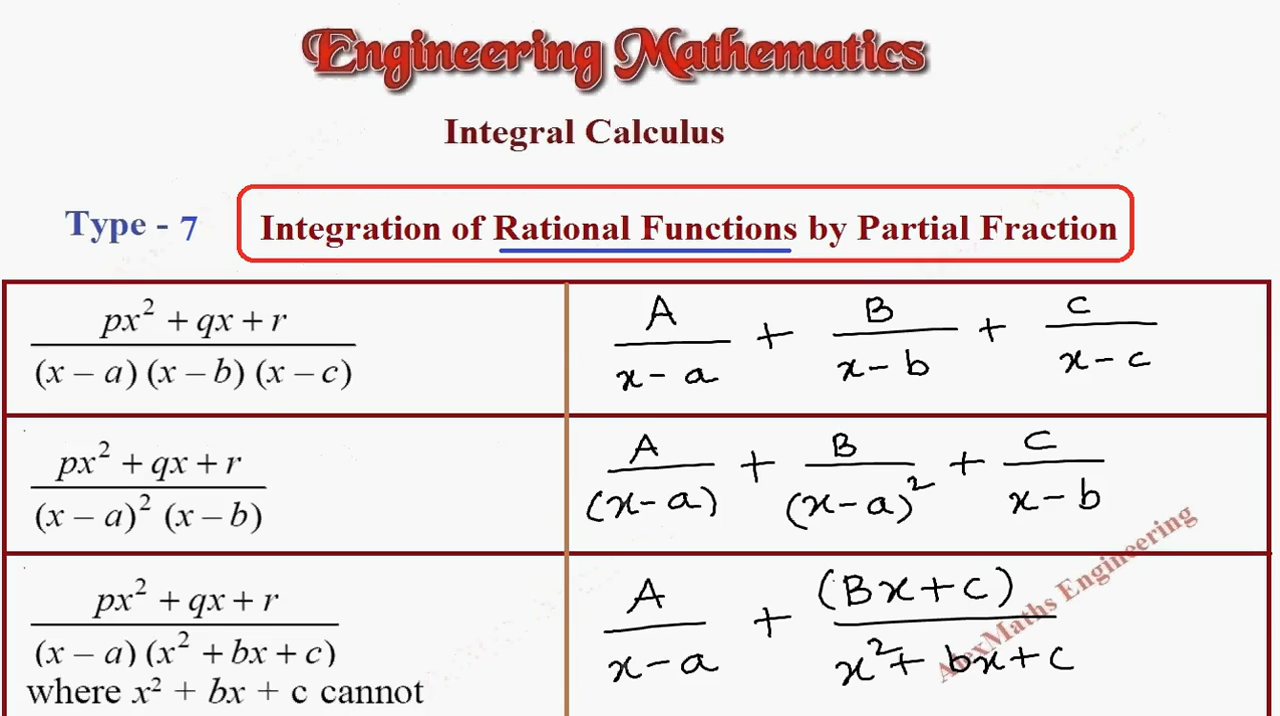 Engineering Mathematics
Integral Calculus
Type - 7 Integration of Rational Functions by Partial Fraction
px² + qx + r / (x – a) (x – b) (x – c)
A / x – a + B / x – b + C / x – c
px² + qx + r / (x – a)² (x – b)
A / (x – a) + B / (x – a)² + C / x – b
px² + qx + r / (x – a) (x² + bx + c)
where x² + bx + c cannot
A / x – a + (Bx + C) / x² + bx + c
AlexMaths Engineering